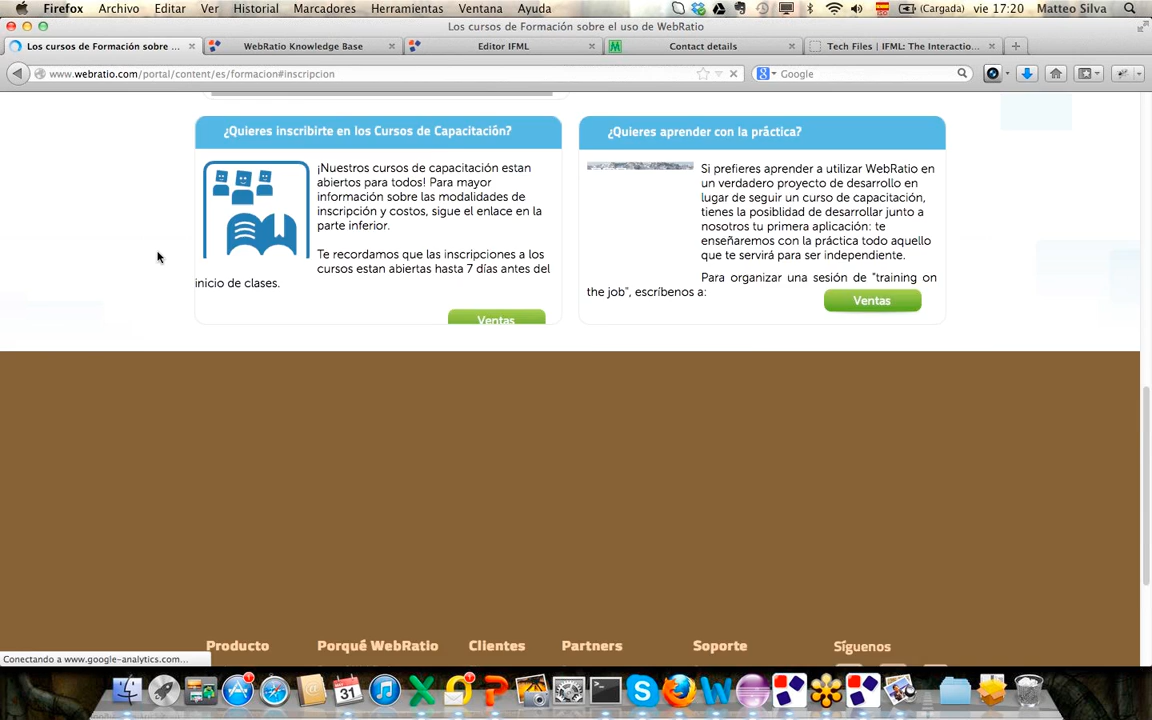 Firefox Archivo Editar Ver Historial Marcadores Herramientas Ventana Ayuda (Cargada) vie 17:20 Matteo Silva
Los cursos de Formación sobre el uso de WebRatio
Los cursos de Formación sobre ... WebRatio Knowledge Base Editor IFML Contact details Tech Files | IFML: The Interactio...
www.webratio.com/portal/content/es/formacion#inscripcion Google
¿Quieres inscribirte en los Cursos de Capacitación?
¡Nuestros cursos de capacitación estan
abiertos para todos! Para mayor
información sobre las modalidades de
inscripción y costos, sigue el enlace en la
parte inferior.
Te recordamos que las inscripciones a los
cursos estan abiertas hasta 7 días antes del
inicio de clases.
Ventas
¿Quieres aprender con la práctica?
Si prefieres aprender a utilizar WebRatio en
un verdadero proyecto de desarrollo en
lugar de seguir un curso de capacitación,
tienes la posiblidad de desarrollar junto a
nosotros tu primera aplicación: te
enseñaremos con la práctica todo aquello
que te servirá para ser independiente.
Para organizar una sesión de "training on
the job", escríbenos a:
Ventas
Producto Porqué WebRatio Clientes Partners Soporte Síguenos
Conectando a www.google-analytics.com...